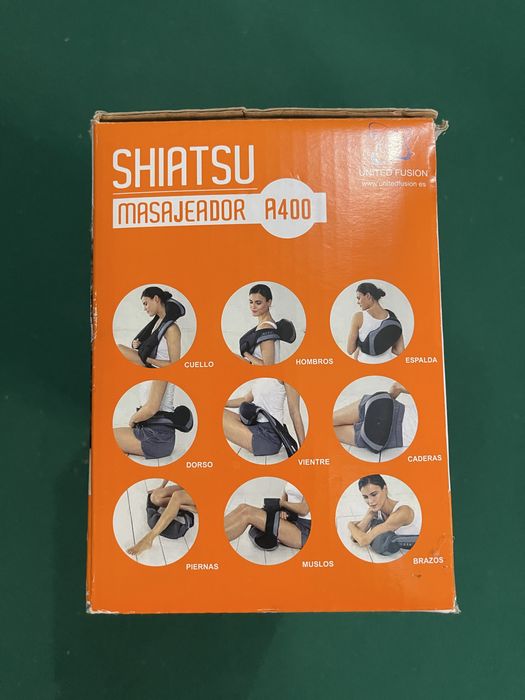 SHIATSU
MASAJEADOR A400
UNITED FUSION
www.unitedfusion.es
CUELLO
HOMBROS
ESPALDA
DORSO
VIENTRE
CADERAS
PIERNAS
MUSLOS
BRAZOS